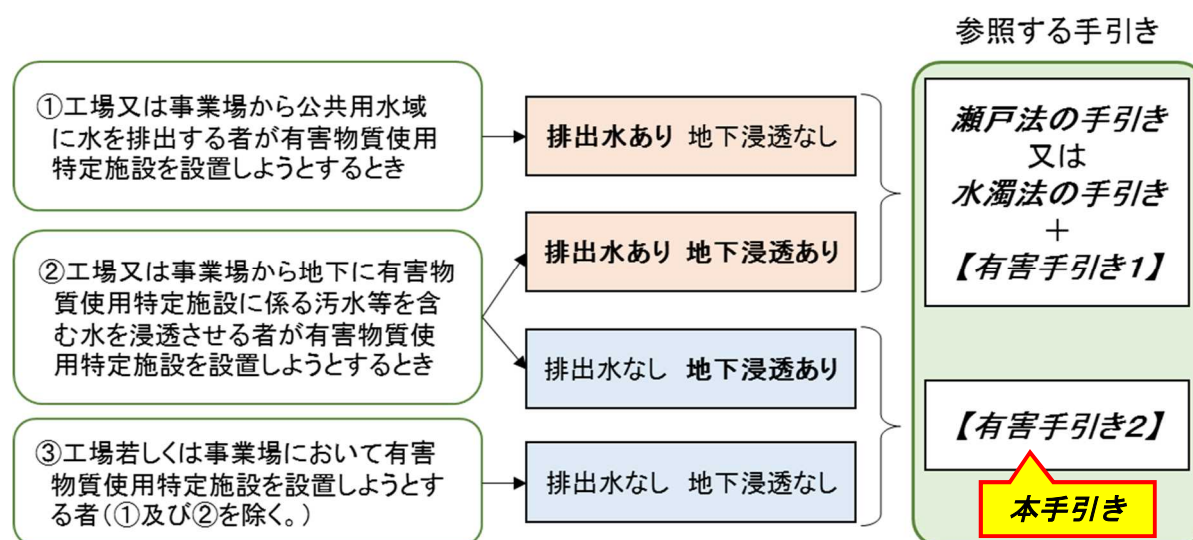 参照する手引き
①工場又は事業場から公共用水域
に水を排出する者が有害物質使用
特定施設を設置しようとするとき
排出水あり 地下浸透なし
②工場又は事業場から地下に有害物
質使用特定施設に係る汚水等を含
む水を浸透させる者が有害物質使
用特定施設を設置しようとするとき
排出水あり 地下浸透あり
排出水なし 地下浸透あり
③工場若しくは事業場において有害
物質使用特定施設を設置しようとす
る者(①及び②を除く。)
排出水なし 地下浸透なし
瀬戸法の手引き
又は
水濁法の手引き
+
【有害手引き1】
【有害手引き2】
本手引き